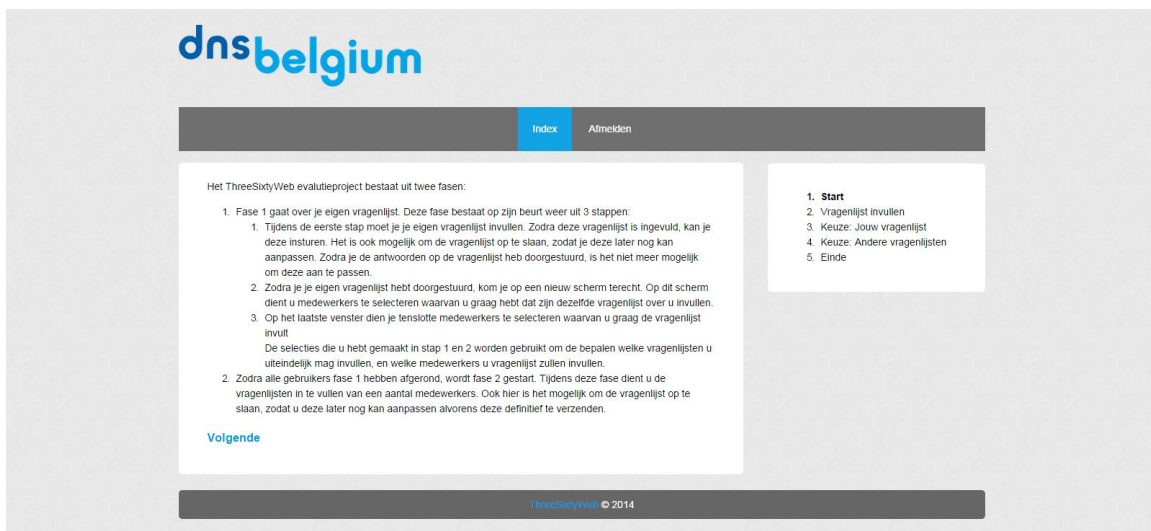 dnsbelgium
Index Afmelden
Het ThreeSixtyWeb evalutieproject bestaat uit twee fasen:
1. Fase 1 gaat over je eigen vragenlijst. Deze fase bestaat op zijn beurt weer uit 3 stappen:
1. Tijdens de eerste stap moet je je eigen vragenlijst invullen. Zodra deze vragenlijst is ingevuld, kan je
deze insturen. Het is ook mogelijk om de vragenlijst op te slaan, zodat je deze later nog kan
aanpassen. Zodra je de antwoorden op de vragenlijst heb doorgestuurd, is het niet meer mogelijk
om deze aan te passen.
2. Zodra je je eigen vragenlijst hebt doorgestuurd, kom je op een nieuw scherm terecht. Op dit scherm
dient u medewerkers te selecteren waarvan u graag hebt dat zijn dezelfde vragenlijst over u invullen.
3. Op het laatste venster dien je tenslotte medewerkers te selecteren waarvan u graag de vragenlijst
invult
De selecties die u hebt gemaakt in stap 1 en 2 worden gebruikt om de bepalen welke vragenlijsten u
uiteindelijk mag invullen, en welke medewerkers u vragenlijst zullen invullen.
2. Zodra alle gebruikers fase 1 hebben afgerond, wordt fase 2 gestart. Tijdens deze fase dient u de
vragenlijsten in te vullen van een aantal medewerkers. Ook hier is het mogelijk om de vragenlijst op te
slaan, zodat u deze later nog kan aanpassen alvorens deze definitief te verzenden.
Volgende
1. Start
2. Vragenlijst invullen
3. Keuze: Jouw vragenlijst
4. Keuze: Andere vragenlijsten
5. Einde
ThreeSixtyWeb © 2014